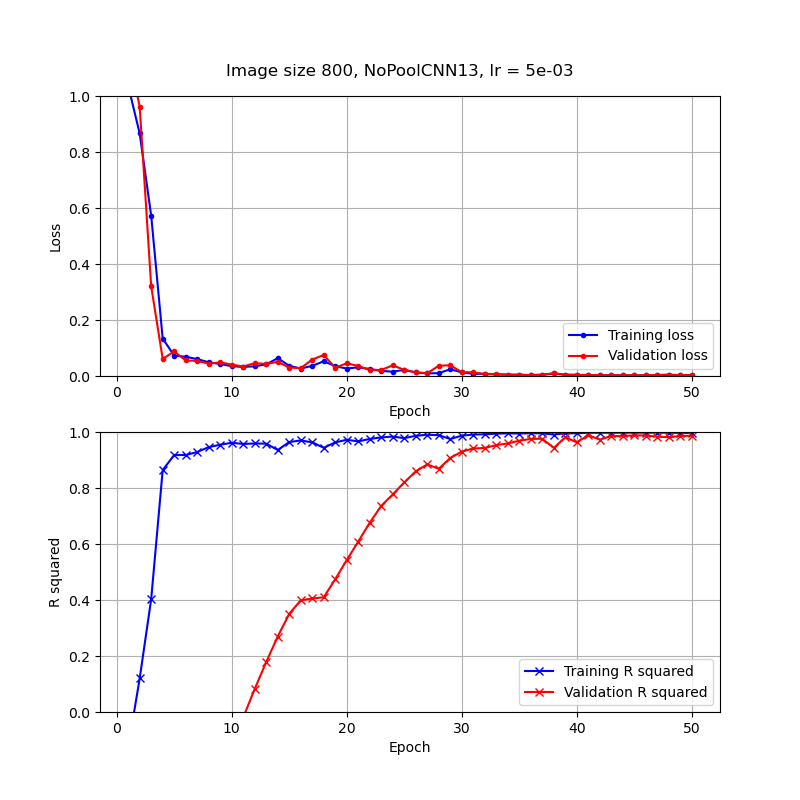 Image size 800, NoPoolCNN13, lr = 5e-03
1.0
0.8
0.6
0.4
0.2
0.0
Loss
Training loss
Validation loss
0 10 20 30 40 50
Epoch
1.0
0.8
0.6
0.4
0.2
0.0
R squared
Training R squared
Validation R squared
0 10 20 30 40 50
Epoch